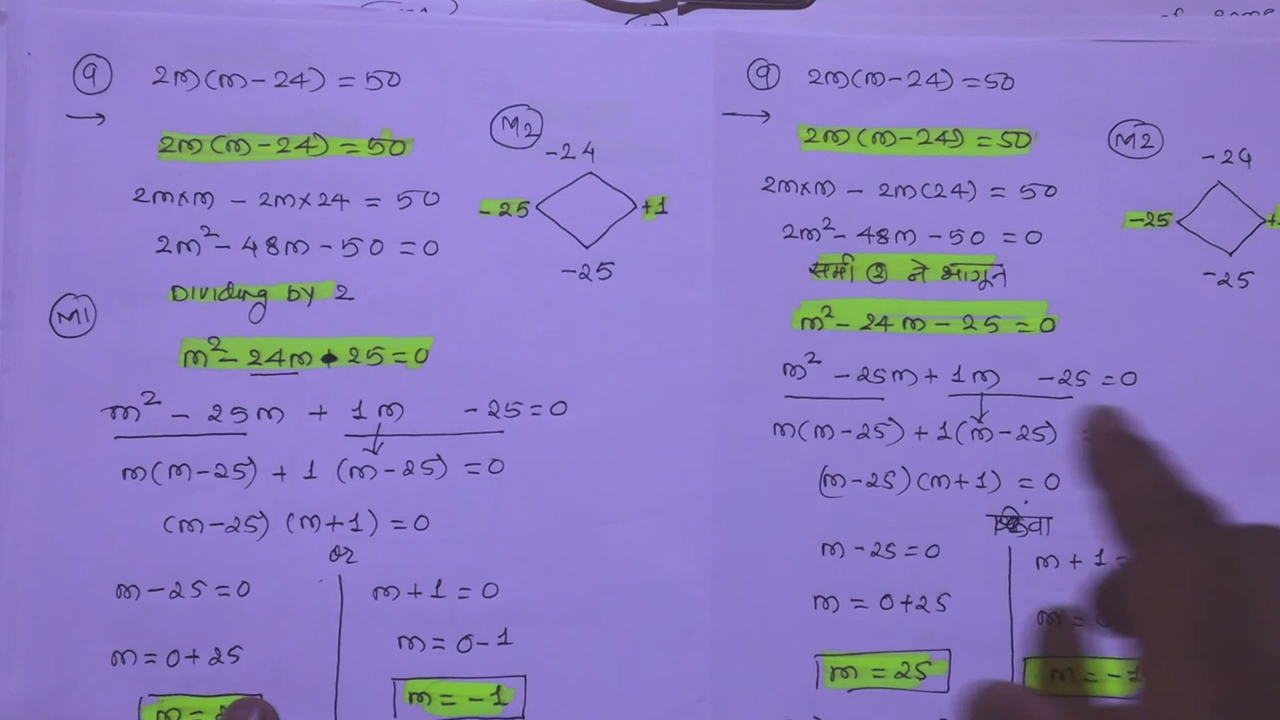 9 2m(m-24)=50
→
2m(m-24)=50
M2
-24
2m×m - 2m×24 = 50
-25 +1
2m²-48m-50=0
-25
Dividing by 2
M1
m²-24m 25=0
m² - 25m + 1m -25=0
m(m-25) + 1 (m-25) =0
(m-25) (m+1)=0
or
m-25=0
m+1=0
m=0+25
m=0-1
m=
m=-1
9 2m(m-24)=50
→
2m(m-24)=50
M2
-24
2m×m - 2m(24) = 50
-25
2m²-48m-50=0
-25
समी 2 ने भागून
m²-24m-25=0
m² -25m+1m -25=0
m(m-25)+1(m-25)
(m-25)(m+1)=0
किंवा
m-25=0
m+1=
m=0+25
m=
m=25
m=-1